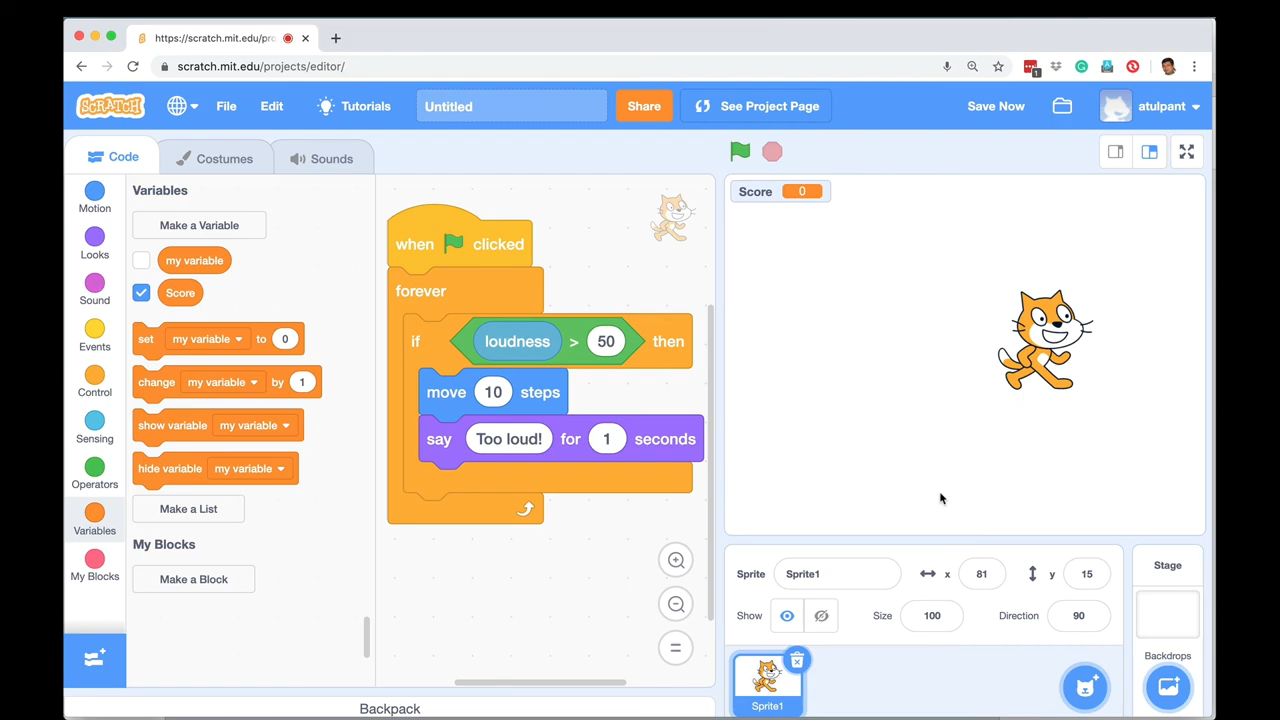 https://scratch.mit.edu/pro
scratch.mit.edu/projects/editor/
1
SCRATCH
File
Edit
Tutorials
Untitled
Share
See Project Page
Save Now
atulpant
Code
Costumes
Sounds
Motion
Looks
Sound
Events
Control
Sensing
Operators
Variables
My Blocks
Variables
Make a Variable
my variable
Score
set my variable to 0
change my variable by 1
show variable my variable
hide variable my variable
Make a List
My Blocks
Make a Block
when clicked
forever
if loudness > 50 then
move 10 steps
say Too loud! for 1 seconds
Backpack
Score 0
Sprite Sprite1 x 81 y 15
Show Size 100 Direction 90
Sprite1
Stage
Backdrops